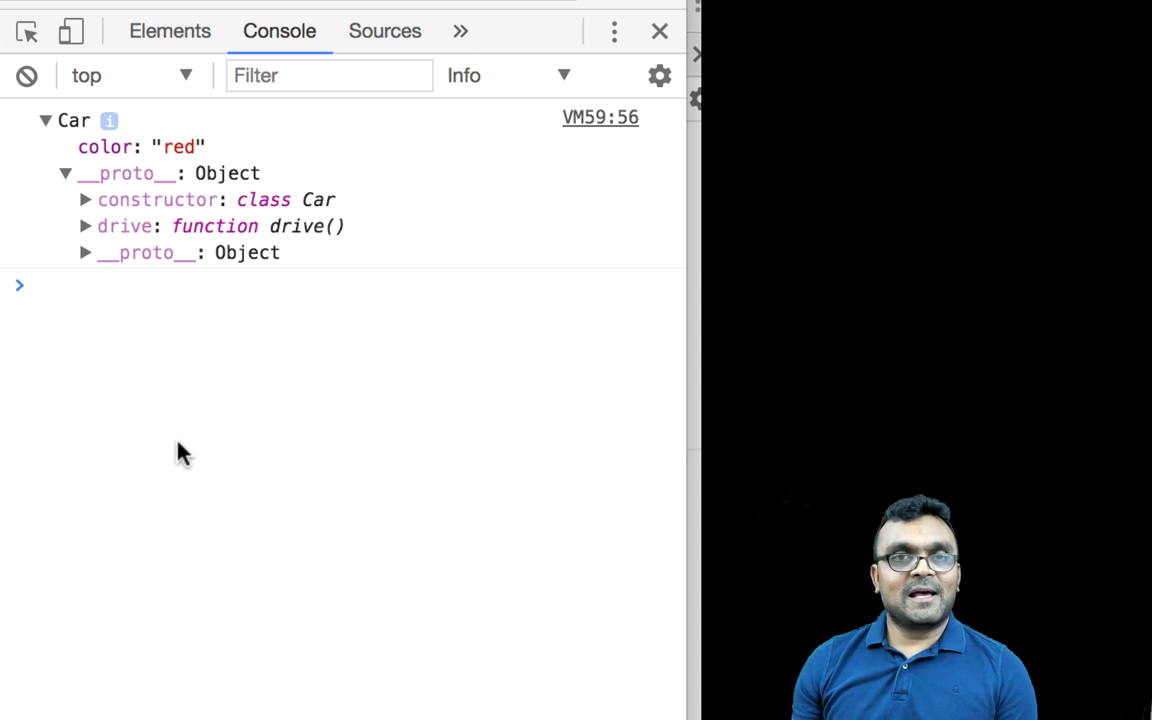 Elements Console Sources »
top Filter Info
Car i VM59:56
color: "red"
__proto__: Object
constructor: class Car
drive: function drive()
__proto__: Object
>